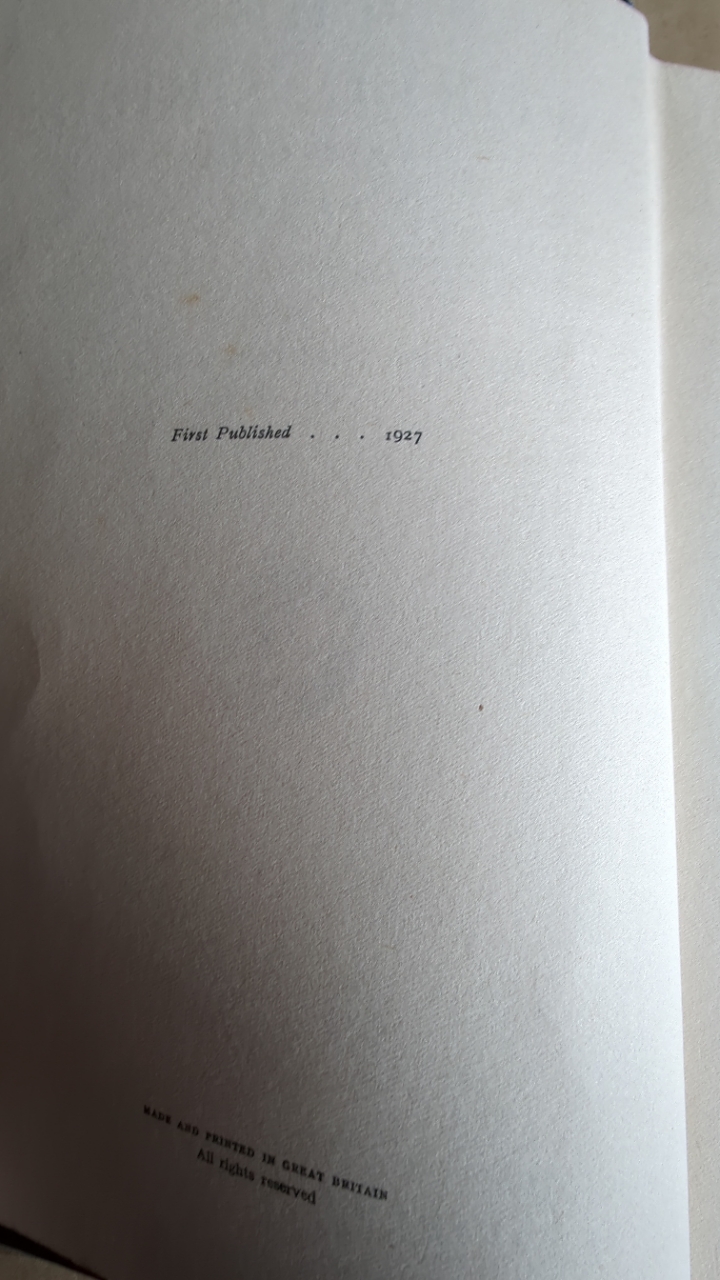 First Published . . . 1927
MADE AND PRINTED IN GREAT BRITAIN
All rights reserved